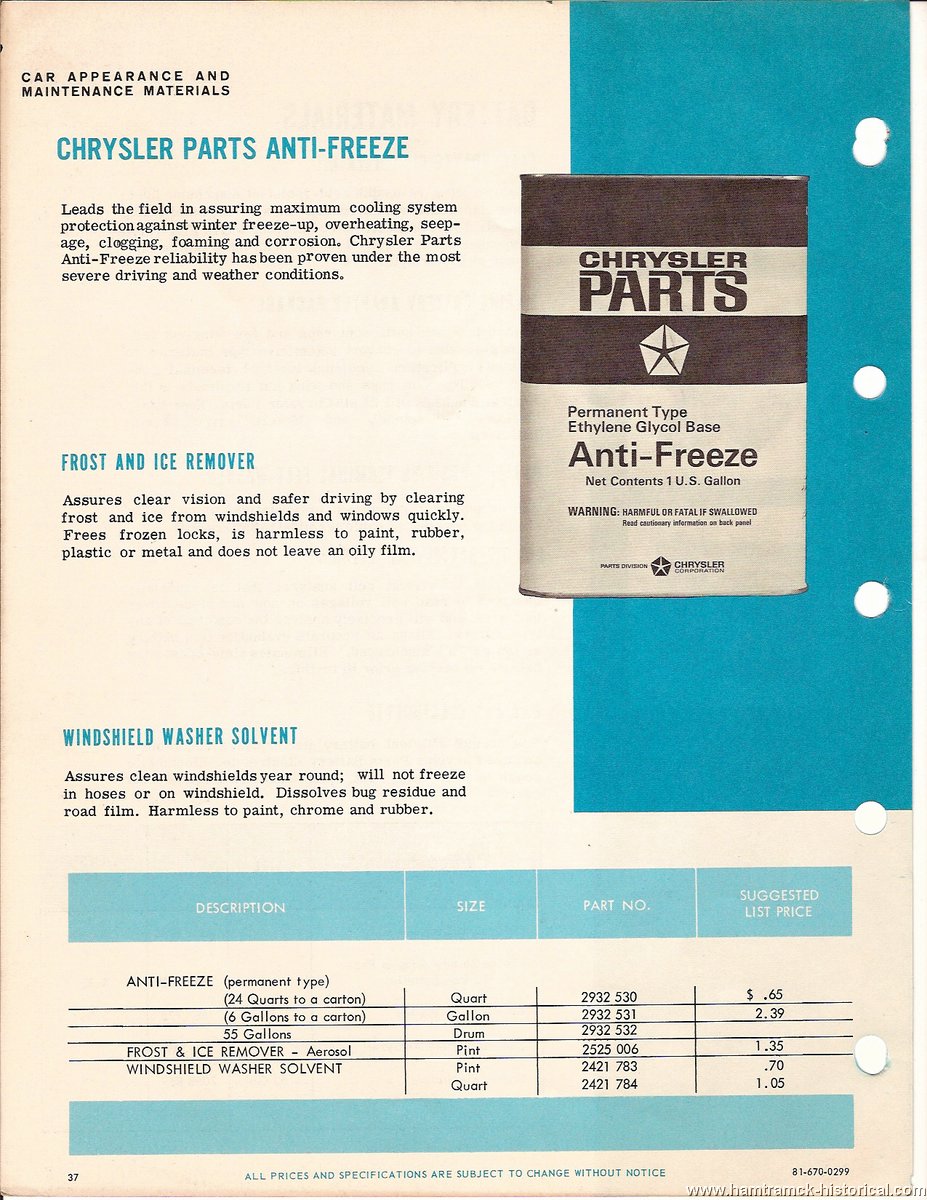 CAR APPEARANCE AND
MAINTENANCE MATERIALS
CHRYSLER PARTS ANTI-FREEZE
Leads the field in assuring maximum cooling system
protection against winter freeze-up, overheating, seep-
age, clogging, foaming and corrosion. Chrysler Parts
Anti-Freeze reliability has been proven under the most
severe driving and weather conditions.
CHRYSLER
PARTS
Permanent Type
Ethylene Glycol Base
Anti-Freeze
Net Contents 1 U.S. Gallon
WARNING: HARMFUL OR FATAL IF SWALLOWED
Read cautionary information on back panel
PARTS DIVISION CHRYSLER
CORPORATION
FROST AND ICE REMOVER
Assures clear vision and safer driving by clearing
frost and ice from windshields and windows quickly.
Frees frozen locks, is harmless to paint, rubber,
plastic or metal and does not leave an oily film.
WINDSHIELD WASHER SOLVENT
Assures clean windshields year round; will not freeze
in hoses or on windshield. Dissolves bug residue and
road film. Harmless to paint, chrome and rubber.
DESCRIPTION SIZE PART NO. SUGGESTED
LIST PRICE
ANTI-FREEZE (permanent type)
(24 Quarts to a carton) Quart 2932 530 $ .65
(6 Gallons to a carton) Gallon 2932 531 2.39
55 Gallons Drum 2932 532
FROST & ICE REMOVER - Aerosol Pint 2525 006 1.35
WINDSHIELD WASHER SOLVENT Pint 2421 783 .70
Quart 2421 784 1.05
37 ALL PRICES AND SPECIFICATIONS ARE SUBJECT TO CHANGE WITHOUT NOTICE 81-670-0299
www.hamtramck-historical.com